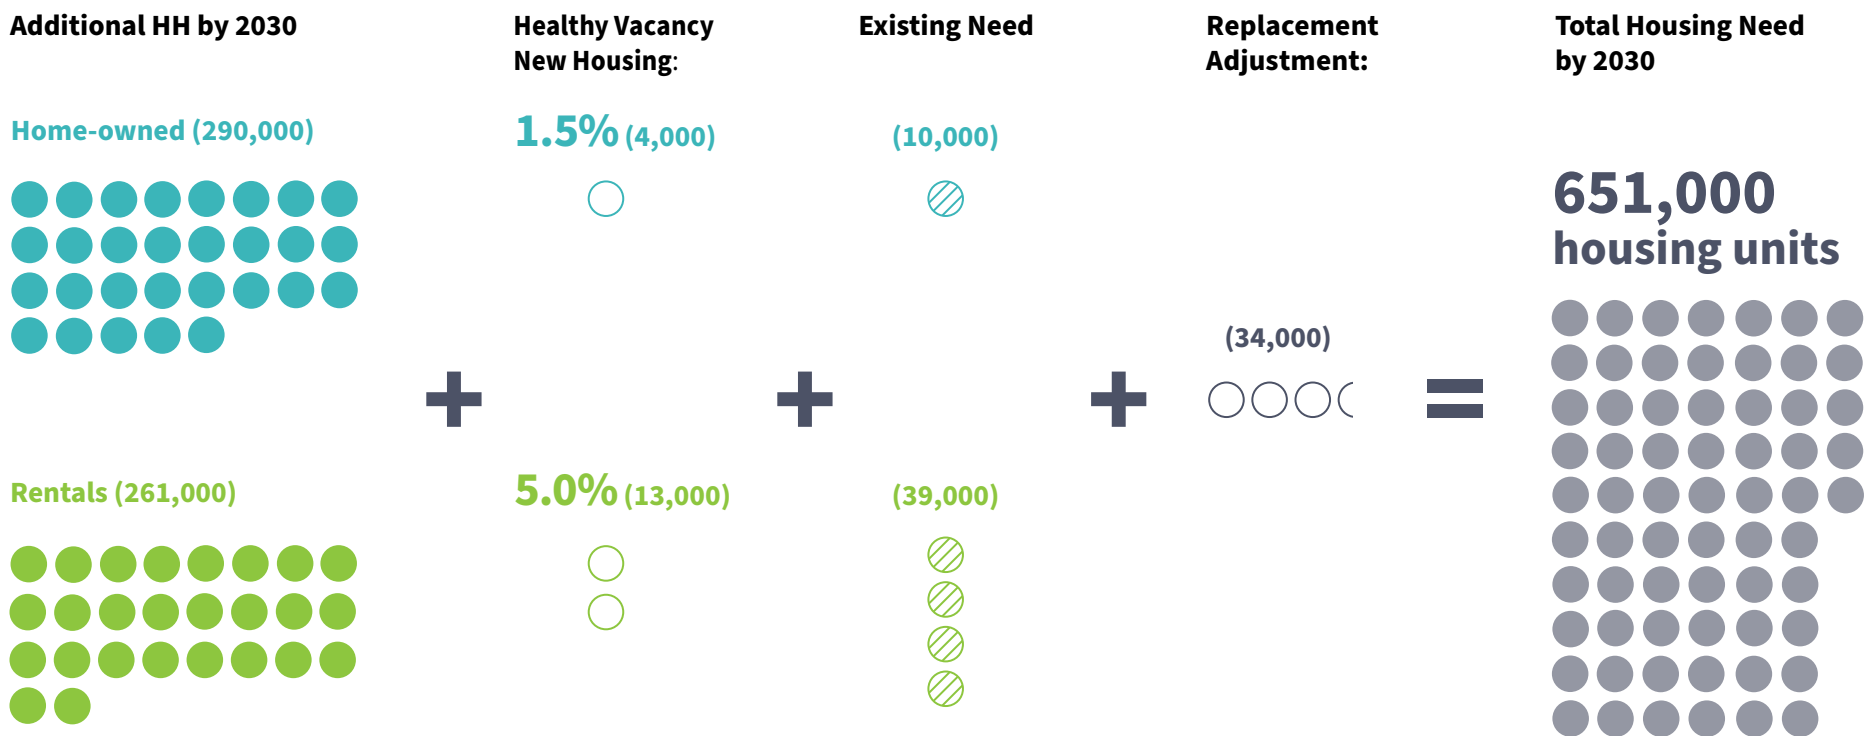 Additional HH by 2030
Healthy Vacancy
New Housing:
Existing Need
Replacement
Adjustment:
Total Housing Need
by 2030
Home-owned (290,000)
1.5% (4,000)
(10,000)
651,000
housing units
(34,000)
+
+
+
=
Rentals (261,000)
5.0% (13,000)
(39,000)